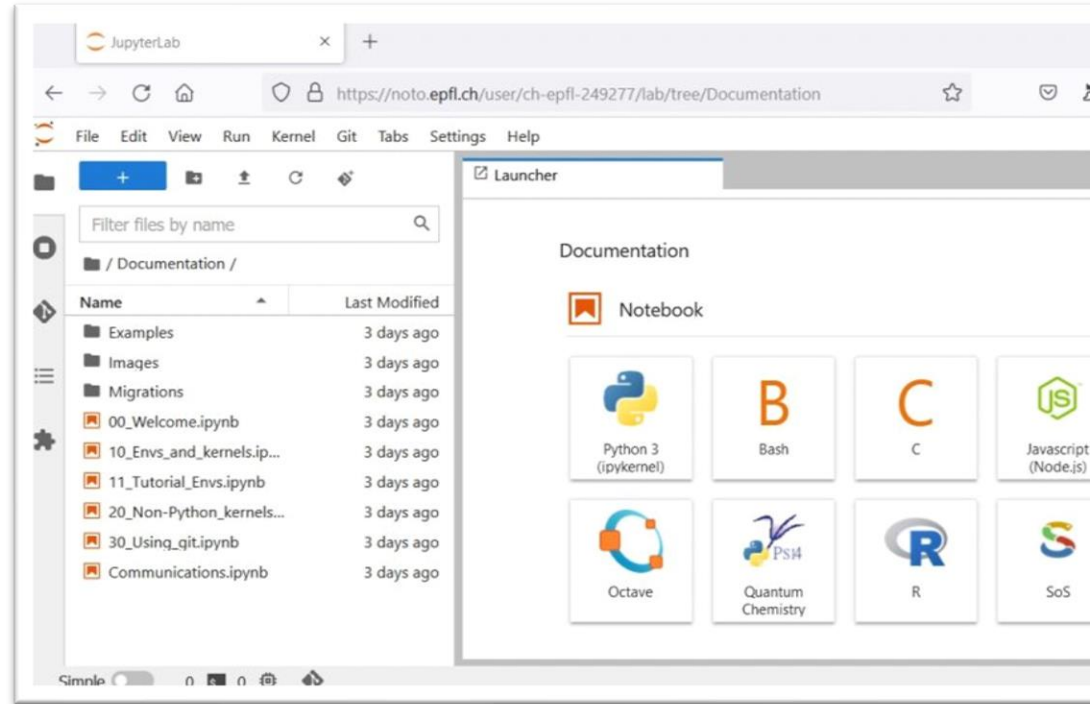 JupyterLab
https://noto.epfl.ch/user/ch-epfl-249277/lab/tree/Documentation
File Edit View Run Kernel Git Tabs Settings Help
+
Filter files by name
/ Documentation /
Name Last Modified
Examples 3 days ago
Images 3 days ago
Migrations 3 days ago
00_Welcome.ipynb 3 days ago
10_Envs_and_kernels.ip... 3 days ago
11_Tutorial_Envs.ipynb 3 days ago
20_Non-Python_kernels... 3 days ago
30_Using_git.ipynb 3 days ago
Communications.ipynb 3 days ago
Simple 0 0
Launcher
Documentation
Notebook
Python 3
(ipykernel)
B
Bash
C
C
JS
Javascript
(Node.js)
Octave
Psi4
Quantum
Chemistry
R
R
S
SoS